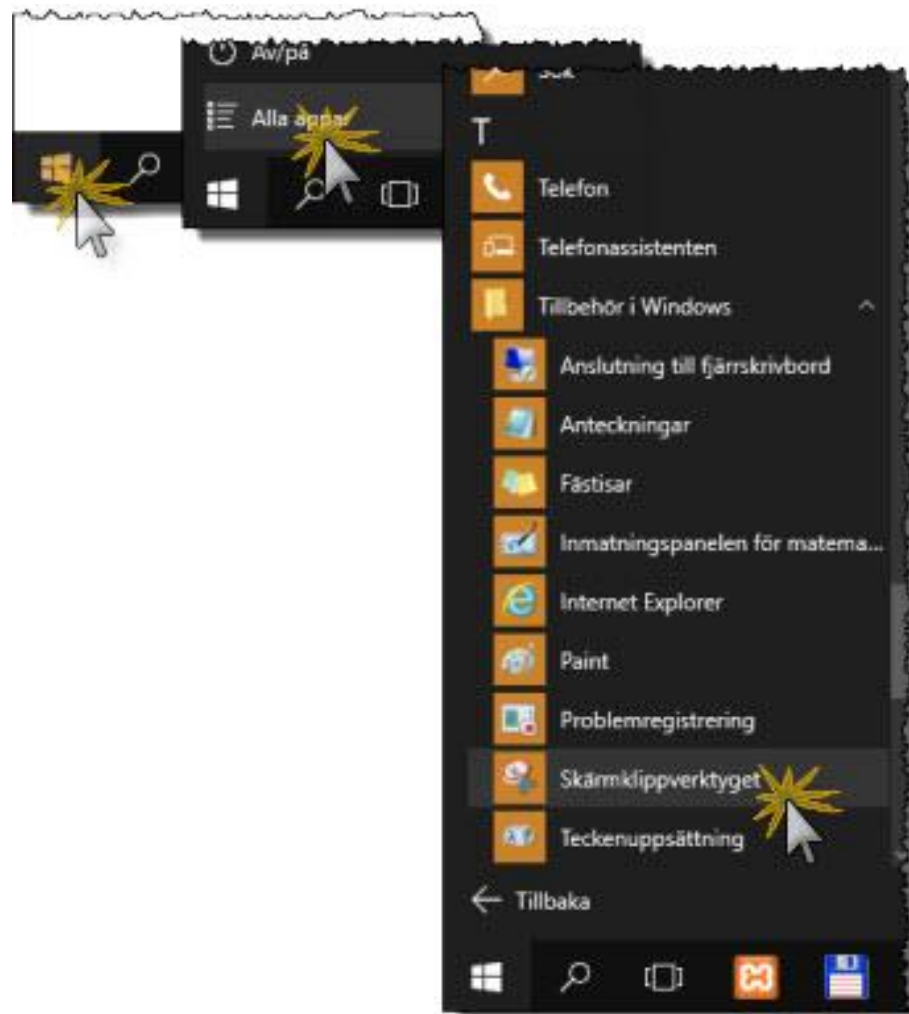 Av/på
Alla appar
Sök
T
Telefon
Telefonassistenten
Tillbehör i Windows
Anslutning till fjärrskrivbord
Anteckningar
Fästisar
Inmatningspanelen för matema...
Internet Explorer
Paint
Problemregistrering
Skärmklippverktyget
Teckenuppsättning
Tillbaka